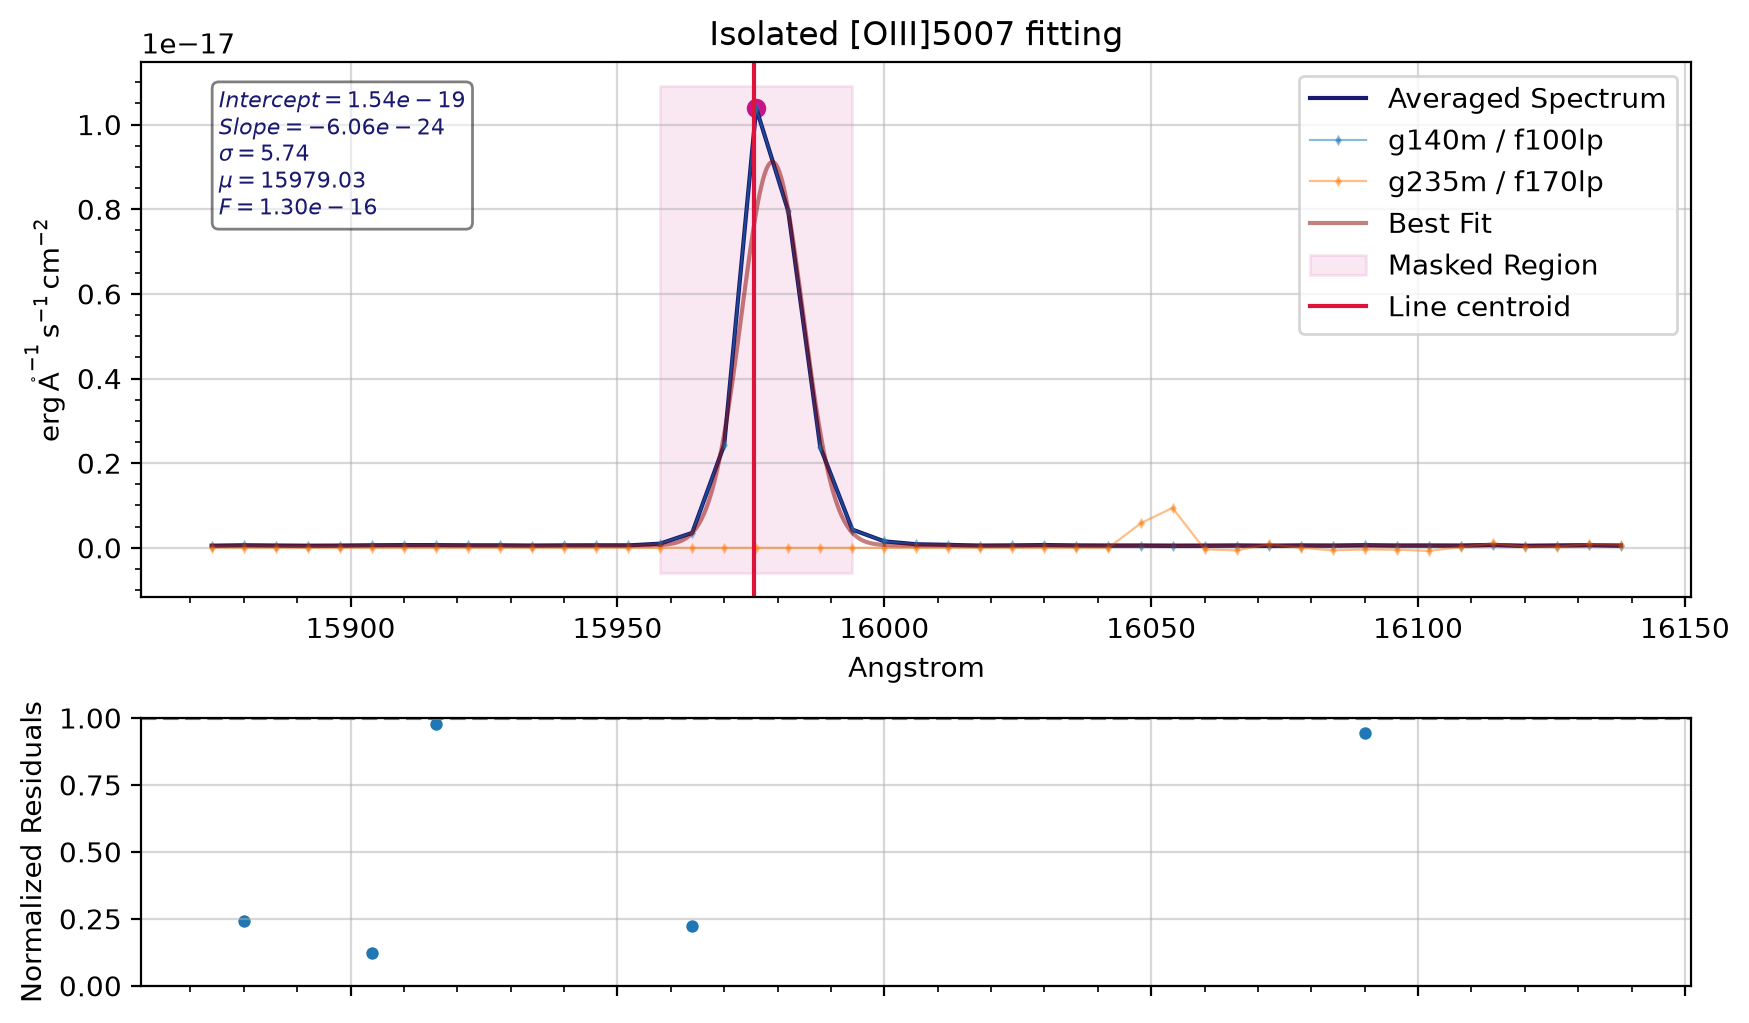 Isolated [OIII]5007 fitting
1e−17
Intercept = 1.54e − 19
Slope = −6.06e − 24
σ = 5.74
μ = 15979.03
F = 1.30e − 16
Averaged Spectrum
g140m / f100lp
g235m / f170lp
Best Fit
Masked Region
Line centroid
erg Å⁻¹ s⁻¹ cm⁻²
1.0
0.8
0.6
0.4
0.2
0.0
15900 15950 16000 16050 16100 16150
Angstrom
Normalized Residuals
1.00
0.75
0.50
0.25
0.00